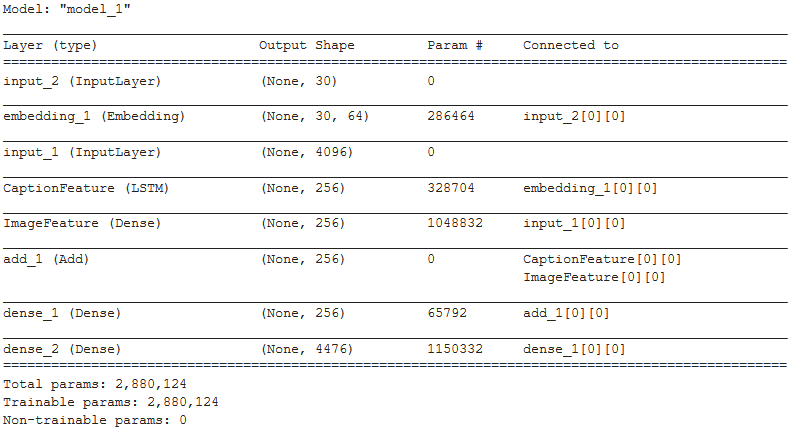 Model: "model_1"
Layer (type) Output Shape Param # Connected to
input_2 (InputLayer) (None, 30) 0
embedding_1 (Embedding) (None, 30, 64) 286464 input_2[0][0]
input_1 (InputLayer) (None, 4096) 0
CaptionFeature (LSTM) (None, 256) 328704 embedding_1[0][0]
ImageFeature (Dense) (None, 256) 1048832 input_1[0][0]
add_1 (Add) (None, 256) 0 CaptionFeature[0][0]
ImageFeature[0][0]
dense_1 (Dense) (None, 256) 65792 add_1[0][0]
dense_2 (Dense) (None, 4476) 1150332 dense_1[0][0]
Total params: 2,880,124
Trainable params: 2,880,124
Non-trainable params: 0